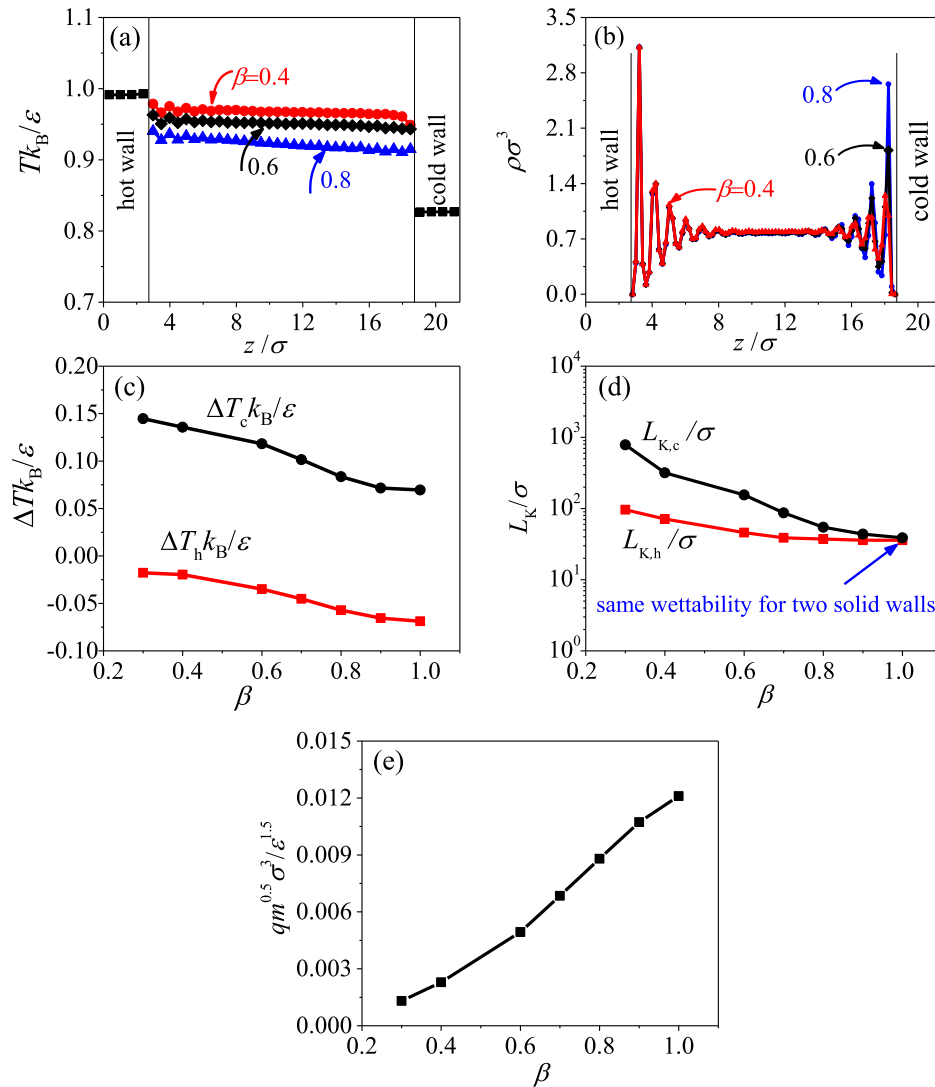 (a)
1.1
1.0
0.9
0.8
0.7
TkB/ε
hot wall
β=0.4
0.6
0.8
cold wall
0 4 8 12 16 20
z/σ
(b)
3.5
2.8
2.1
1.4
0.7
0.0
ρσ³
hot wall
β=0.4
0.8
0.6
cold wall
0 4 8 12 16 20
z/σ
(c)
0.20
0.15
0.10
0.05
0.00
-0.05
-0.10
ΔTkB/ε
ΔTckB/ε
ΔThkB/ε
0.2 0.4 0.6 0.8 1.0
β
(d)
10⁴
10³
10²
10¹
10⁰
LK/σ
LK,c/σ
LK,h/σ
same wettability for two solid walls
0.2 0.4 0.6 0.8 1.0
β
(e)
0.015
0.012
0.009
0.006
0.003
0.000
qm⁰·⁵σ³/ε¹·⁵
0.2 0.4 0.6 0.8 1.0
β